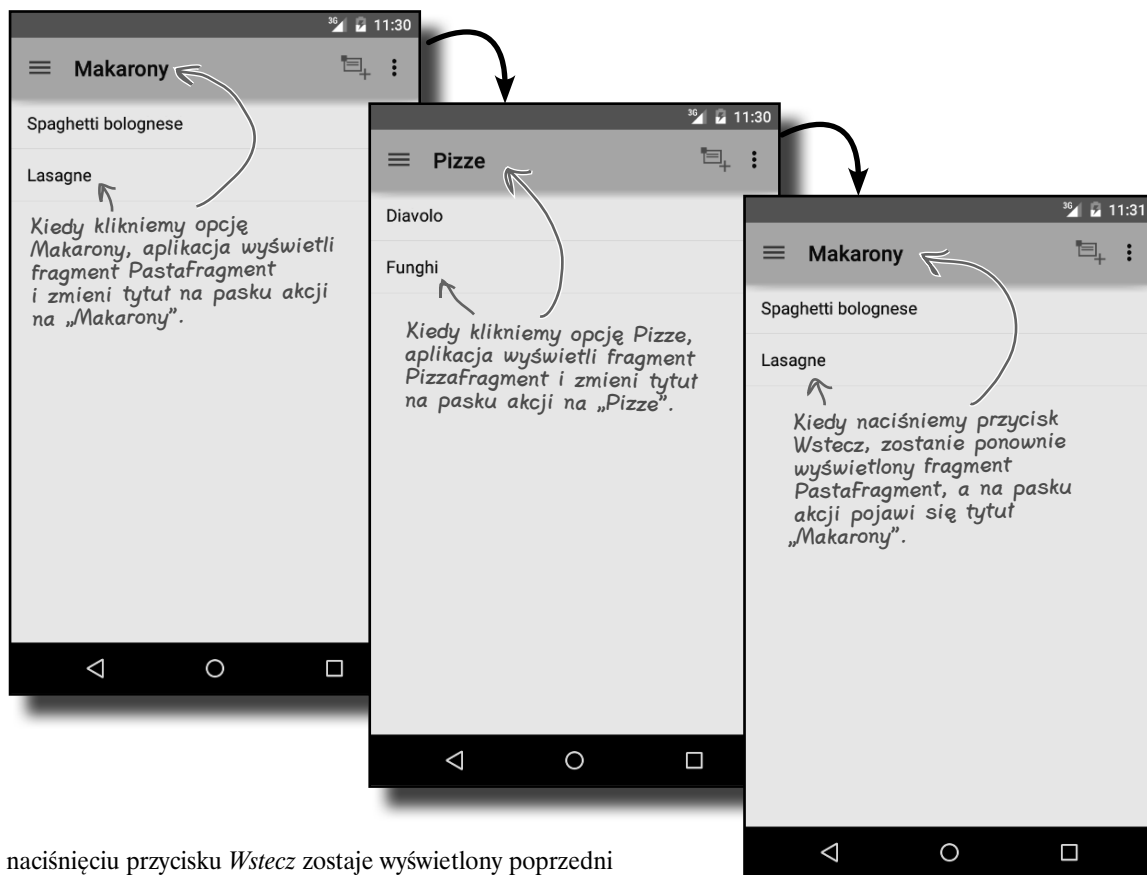 3G 11:30
Makarony
Spaghetti bolognese
Lasagne
Kiedy klikniemy opcję
Makarony, aplikacja wyświetli
fragment PastaFragment
i zmieni tytuł na pasku akcji
na „Makarony”.
3G 11:30
Pizze
Diavolo
Funghi
Kiedy klikniemy opcję Pizze,
aplikacja wyświetli fragment
PizzaFragment i zmieni tytuł
na pasku akcji na „Pizze”.
3G 11:31
Makarony
Spaghetti bolognese
Lasagne
Kiedy naciśniemy przycisk
Wstecz, zostanie ponownie
wyświetlony fragment
PastaFragment, a na pasku
akcji pojawi się tytuł
„Makarony”.
naciśnięciu przycisku Wstecz zostaje wyświetlony poprzedni